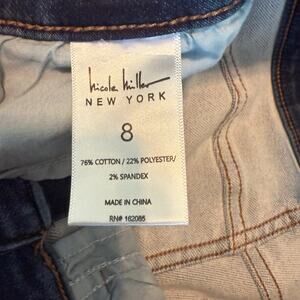 nicole miller
NEW YORK
8
76% COTTON / 22% POLYESTER/
2% SPANDEX
MADE IN CHINA
RN# 162085